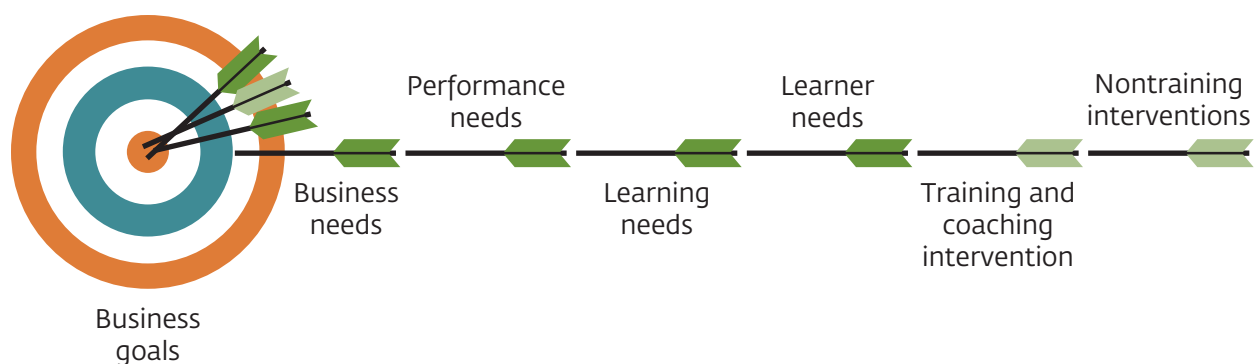 Business
goals
Business
needs
Performance
needs
Learning
needs
Learner
needs
Training and
coaching
intervention
Nontraining
interventions